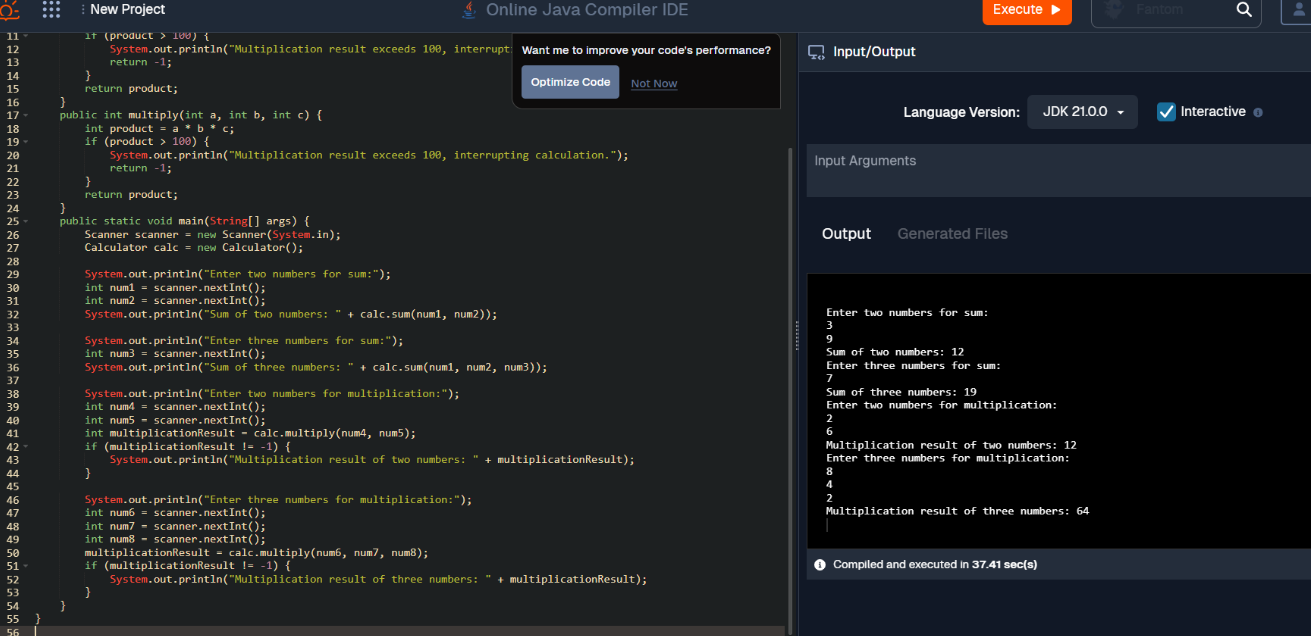 New Project
Online Java Compiler IDE
Execute
Fantom
11 if (product > 100) {
12 System.out.println("Multiplication result exceeds 100, interrupt
13 return -1;
14 }
15 return product;
16 }
17 public int multiply(int a, int b, int c) {
18 int product = a * b * c;
19 if (product > 100) {
20 System.out.println("Multiplication result exceeds 100, interrupting calculation.");
21 return -1;
22 }
23 return product;
24 }
25 public static void main(String[] args) {
26 Scanner scanner = new Scanner(System.in);
27 Calculator calc = new Calculator();
28
29 System.out.println("Enter two numbers for sum:");
30 int num1 = scanner.nextInt();
31 int num2 = scanner.nextInt();
32 System.out.println("Sum of two numbers: " + calc.sum(num1, num2));
33
34 System.out.println("Enter three numbers for sum:");
35 int num3 = scanner.nextInt();
36 System.out.println("Sum of three numbers: " + calc.sum(num1, num2, num3));
37
38 System.out.println("Enter two numbers for multiplication:");
39 int num4 = scanner.nextInt();
40 int num5 = scanner.nextInt();
41 int multiplicationResult = calc.multiply(num4, num5);
42 if (multiplicationResult != -1) {
43 System.out.println("Multiplication result of two numbers: " + multiplicationResult);
44 }
45
46 System.out.println("Enter three numbers for multiplication:");
47 int num6 = scanner.nextInt();
48 int num7 = scanner.nextInt();
49 int num8 = scanner.nextInt();
50 multiplicationResult = calc.multiply(num6, num7, num8);
51 if (multiplicationResult != -1) {
52 System.out.println("Multiplication result of three numbers: " + multiplicationResult);
53 }
54 }
55 }
56
Want me to improve your code's performance?
Optimize Code
Not Now
Input/Output
Language Version: JDK 21.0.0 Interactive
Input Arguments
Output Generated Files
Enter two numbers for sum:
3
9
Sum of two numbers: 12
Enter three numbers for sum:
7
Sum of three numbers: 19
Enter two numbers for multiplication:
2
6
Multiplication result of two numbers: 12
Enter three numbers for multiplication:
8
4
2
Multiplication result of three numbers: 64
Compiled and executed in 37.41 sec(s)